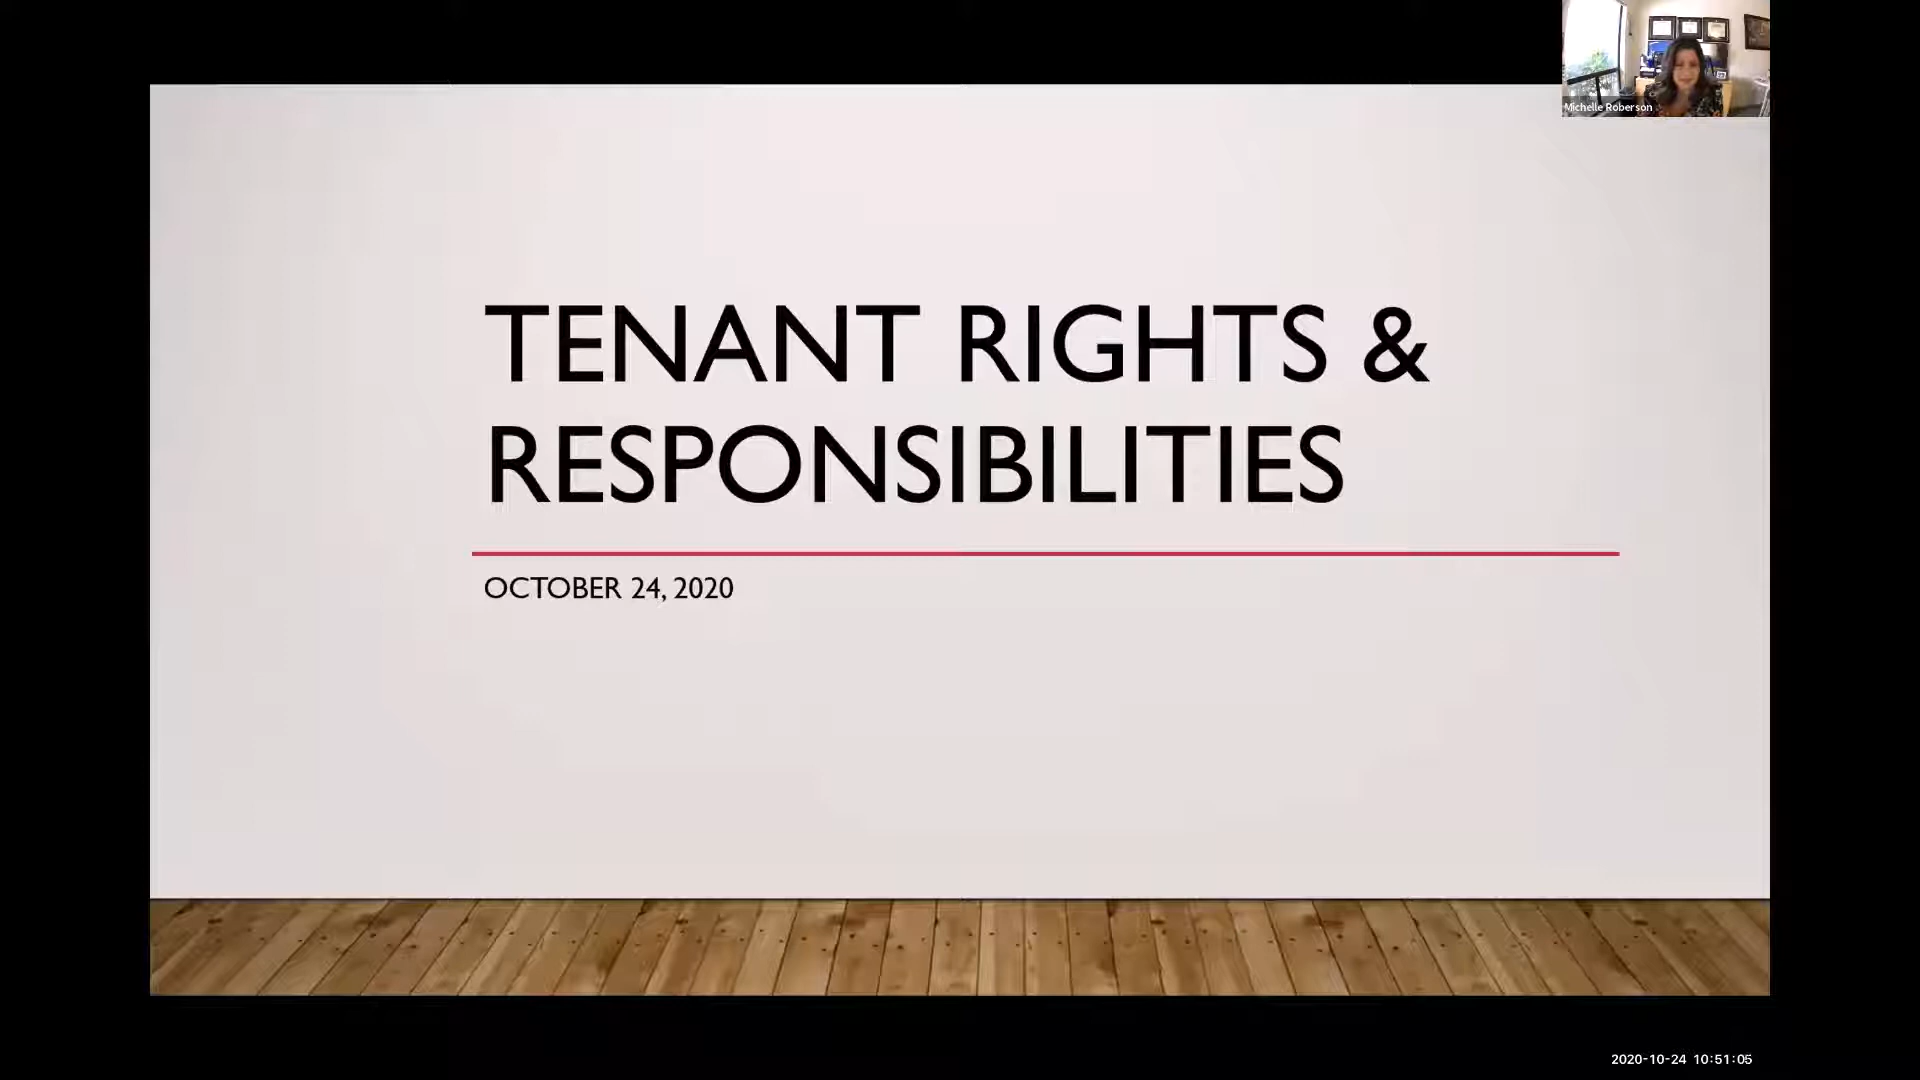 Michelle Roberson
TENANT RIGHTS &
RESPONSIBILITIES
OCTOBER 24, 2020
2020-10-24 10:51:05